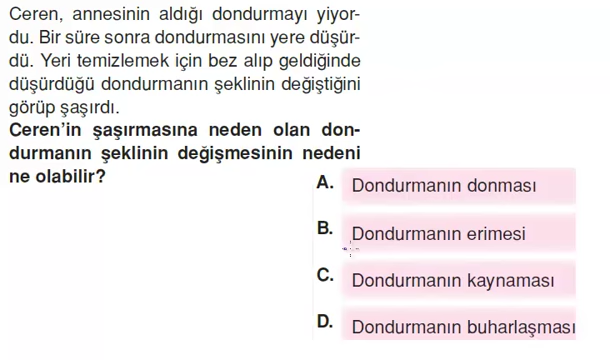 Ceren, annesinin aldığı dondurmayı yiyor-
du. Bir süre sonra dondurmasını yere düşür-
dü. Yeri temizlemek için bez alıp geldiğinde
düşürdüğü dondurmanın şeklinin değiştiğini
görüp şaşırdı.
Ceren'in şaşırmasına neden olan don-
durmanın şeklinin değişmesinin nedeni
ne olabilir?
A. Dondurmanın donması
B. Dondurmanın erimesi
C. Dondurmanın kaynaması
D. Dondurmanın buharlaşması